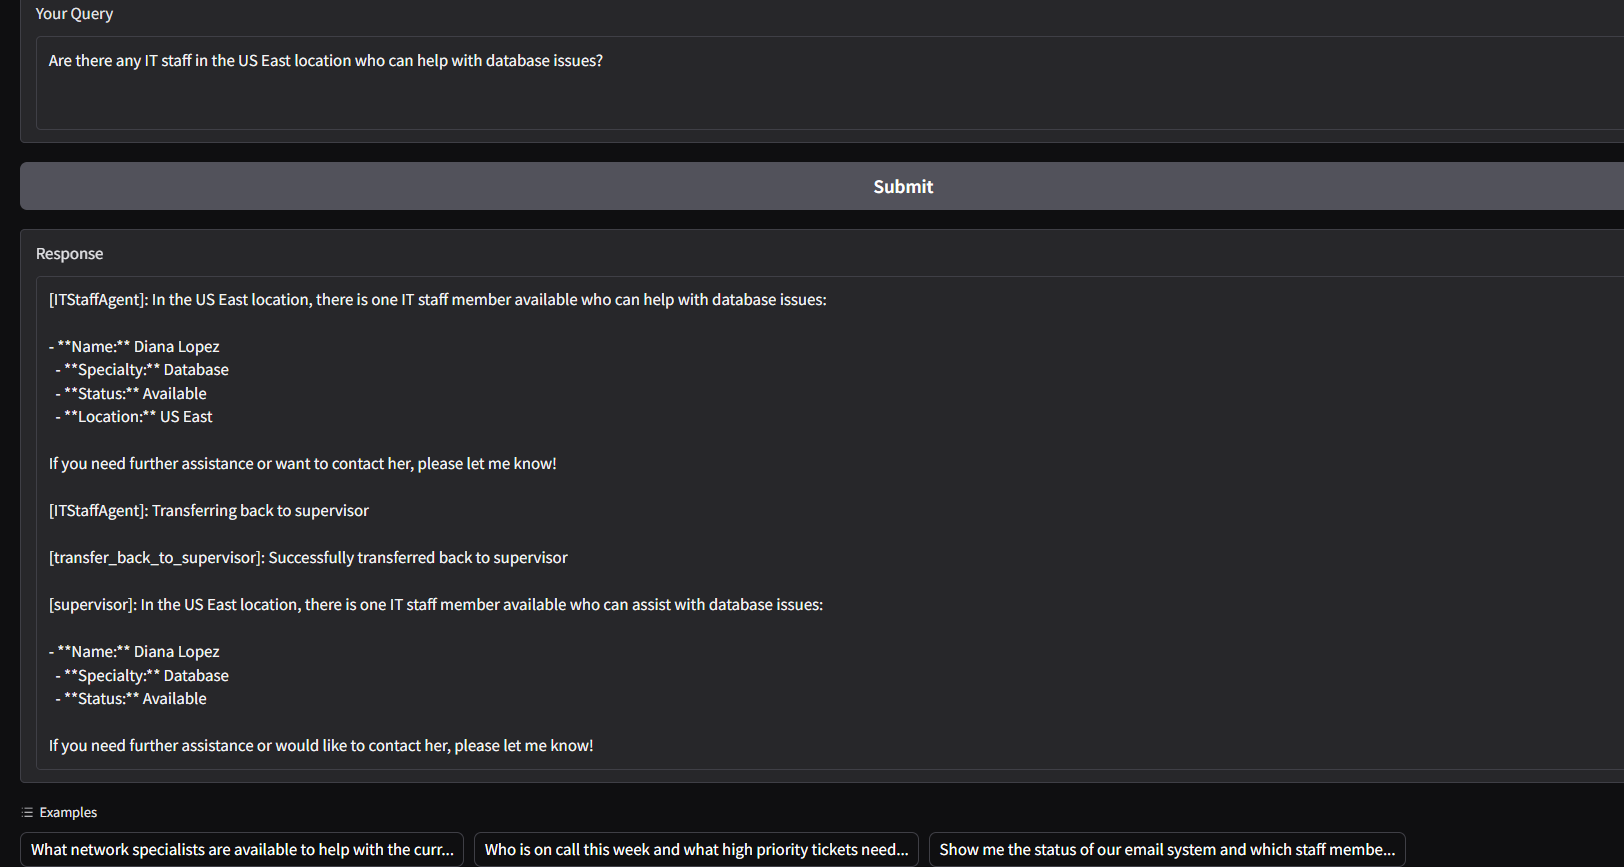 Your Query
Are there any IT staff in the US East location who can help with database issues?
Submit
Response
[ITStaffAgent]: In the US East location, there is one IT staff member available who can help with database issues:
- **Name:** Diana Lopez
- **Specialty:** Database
- **Status:** Available
- **Location:** US East
If you need further assistance or want to contact her, please let me know!
[ITStaffAgent]: Transferring back to supervisor
[transfer_back_to_supervisor]: Successfully transferred back to supervisor
[supervisor]: In the US East location, there is one IT staff member available who can assist with database issues:
- **Name:** Diana Lopez
- **Specialty:** Database
- **Status:** Available
If you need further assistance or would like to contact her, please let me know!
Examples
What network specialists are available to help with the curr...
Who is on call this week and what high priority tickets need...
Show me the status of our email system and which staff membe...